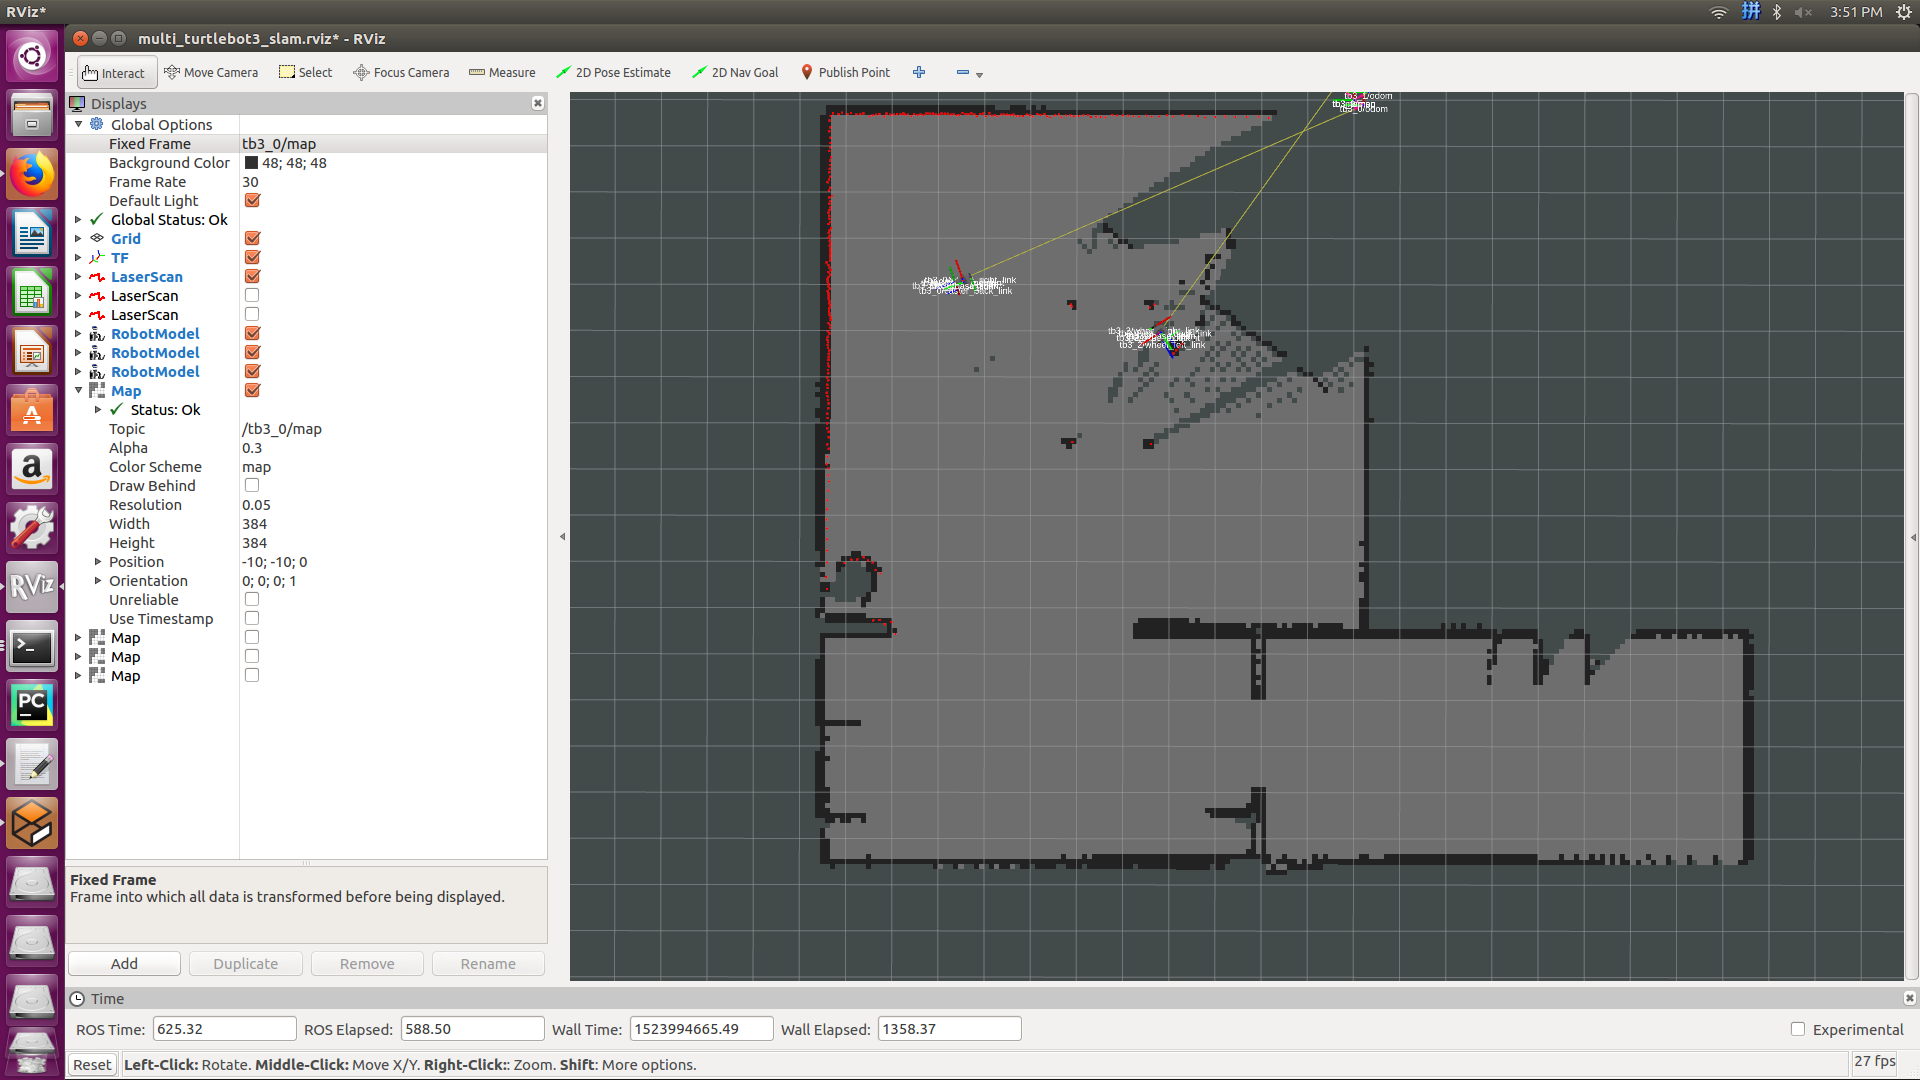 RViz*
拼
3:51 PM
multi_turtlebot3_slam.rviz* - RViz
Interact
Move Camera
Select
Focus Camera
Measure
2D Pose Estimate
2D Nav Goal
Publish Point
Displays
Global Options
Fixed Frame tb3_0/map
Background Color 48; 48; 48
Frame Rate 30
Default Light
Global Status: Ok
Grid
TF
LaserScan
LaserScan
LaserScan
RobotModel
RobotModel
RobotModel
Map
Status: Ok
Topic /tb3_0/map
Alpha 0.3
Color Scheme map
Draw Behind
Resolution 0.05
Width 384
Height 384
Position -10; -10; 0
Orientation 0; 0; 0; 1
Unreliable
Use Timestamp
Map
Map
Map
tb3_1/odom
Fixed Frame
Frame into which all data is transformed before being displayed.
Add Duplicate Remove Rename
Time
ROS Time: 625.32 ROS Elapsed: 588.50 Wall Time: 1523994665.49 Wall Elapsed: 1358.37 Experimental
Reset Left-Click: Rotate. Middle-Click: Move X/Y. Right-Click:: Zoom. Shift: More options. 27 fps
RViz
PC